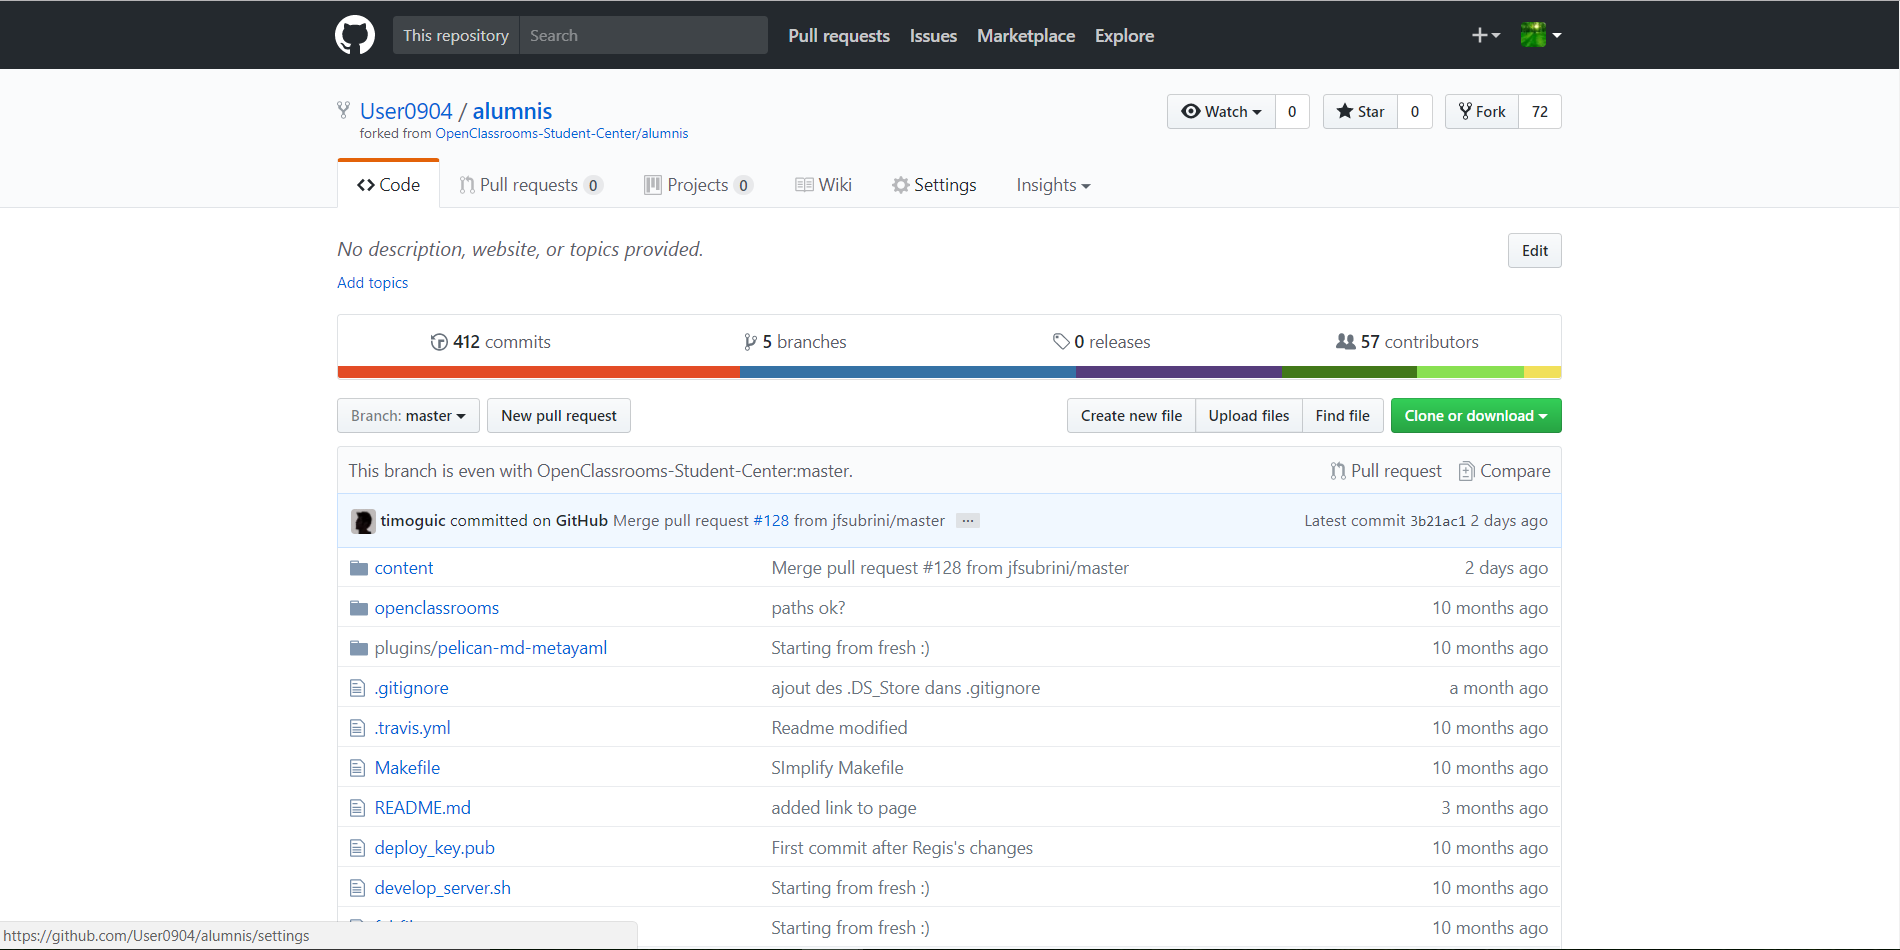 This repository Search Pull requests Issues Marketplace Explore
User0904 / alumnis Watch 0 Star 0 Fork 72
forked from OpenClassrooms-Student-Center/alumnis
Code Pull requests 0 Projects 0 Wiki Settings Insights
No description, website, or topics provided. Edit
Add topics
412 commits 5 branches 0 releases 57 contributors
Branch: master New pull request Create new file Upload files Find file Clone or download
This branch is even with OpenClassrooms-Student-Center:master. Pull request Compare
timoguic committed on GitHub Merge pull request #128 from jfsubrini/master ... Latest commit 3b21ac1 2 days ago
content Merge pull request #128 from jfsubrini/master 2 days ago
openclassrooms paths ok? 10 months ago
plugins/pelican-md-metayaml Starting from fresh :) 10 months ago
.gitignore ajout des .DS_Store dans .gitignore a month ago
.travis.yml Readme modified 10 months ago
Makefile SImplify Makefile 10 months ago
README.md added link to page 3 months ago
deploy_key.pub First commit after Regis's changes 10 months ago
develop_server.sh Starting from fresh :) 10 months ago
Starting from fresh :) 10 months ago
https://github.com/User0904/alumnis/settings